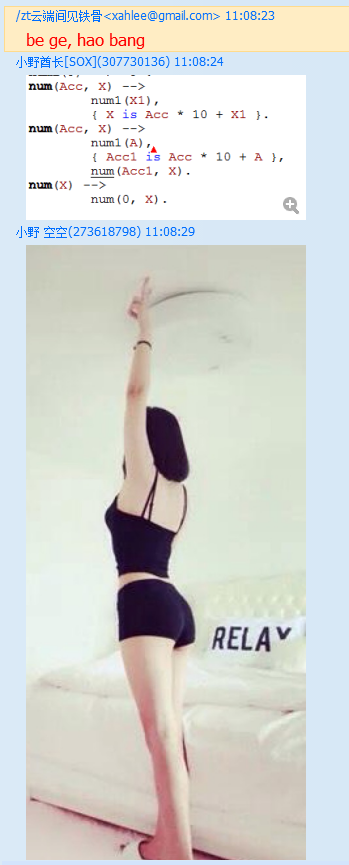 /zt云端间见铁骨<xahlee@gmail.com> 11:08:23
be ge, hao bang
小野酋长[SOX](307730136) 11:08:24
num(Acc, X) -->
num1(X1),
{ X is Acc * 10 + X1 }.
num(Acc, X) -->
num1(A),
{ Acc1 is Acc * 10 + A },
num(Acc1, X).
num(X) -->
num(0, X).
小野 空空(273618798) 11:08:29
RELAX